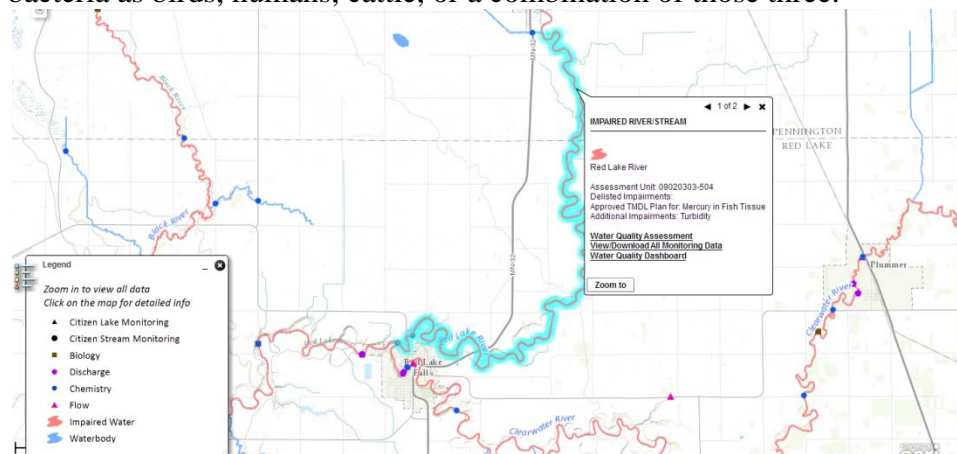 bacteria as birds, humans, cattle, or a combination of those three.
MN-32
Black River
1 of 2
IMPAIRED RIVER/STREAM
Red Lake River
Assessment Unit: 09020303-504
Delisted Impairments:
Approved TMDL Plan for: Mercury in Fish Tissue
Additional Impairments: Turbidity
Water Quality Assessment
View/Download All Monitoring Data
Water Quality Dashboard
Zoom to
PENNINGTON
RED LAKE
Black River
MN-32
Plummer
Clearwater River
Red Lake River
Red Lake
Falls
Clearwater River
Legend
Zoom in to view all data
Click on the map for detailed info
Citizen Lake Monitoring
Citizen Stream Monitoring
Biology
Discharge
Chemistry
Flow
Impaired Water
Waterbody